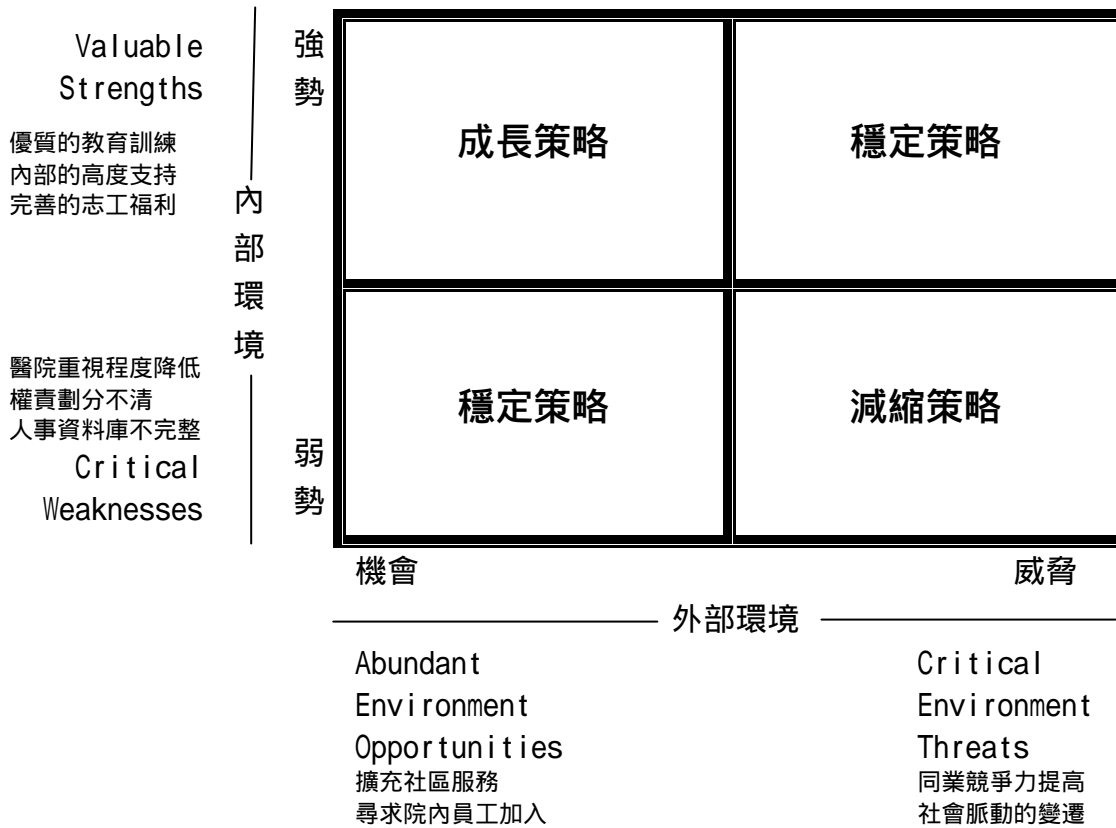 Valuable
Strengths
優質的教育訓練
內部的高度支持
完善的志工福利
內部環境
醫院重視程度降低
權責劃分不清
人事資料庫不完整
Critical
Weaknesses
強勢
弱勢
成長策略
穩定策略
穩定策略
減縮策略
機會
威脅
外部環境
Abundant
Environment
Opportunities
擴充社區服務
尋求院內員工加入
Critical
Environment
Threats
同業競爭力提高
社會脈動的變遷